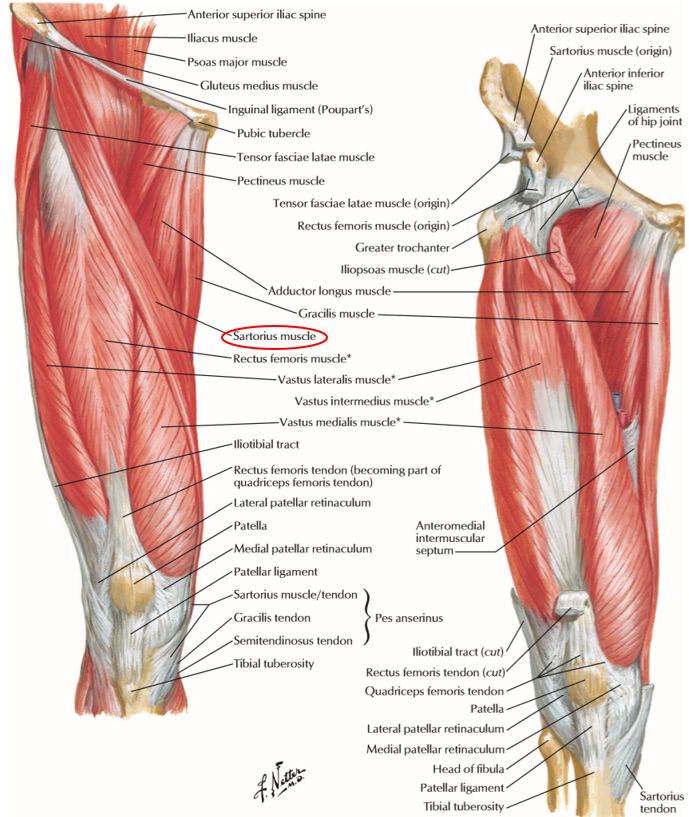 Anterior superior iliac spine
Iliacus muscle
Psoas major muscle
Gluteus medius muscle
Inguinal ligament (Poupart's)
Pubic tubercle
Tensor fasciae latae muscle
Pectineus muscle
Anterior superior iliac spine
Sartorius muscle (origin)
Anterior inferior
iliac spine
Ligaments
of hip joint
Pectineus
muscle
Tensor fasciae latae muscle (origin)
Rectus femoris muscle (origin)
Greater trochanter
Iliopsoas muscle (cut)
Adductor longus muscle
Gracilis muscle
Sartorius muscle
Rectus femoris muscle*
Vastus lateralis muscle*
Vastus intermedius muscle*
Vastus medialis muscle*
Iliotibial tract
Rectus femoris tendon (becoming part of
quadriceps femoris tendon)
Lateral patellar retinaculum
Patella
Medial patellar retinaculum
Patellar ligament
Sartorius muscle/tendon
Gracilis tendon
Semitendinosus tendon
Pes anserinus
Tibial tuberosity
Anteromedial
intermuscular
septum
Iliotibial tract (cut)
Rectus femoris tendon (cut)
Quadriceps femoris tendon
Patella
Lateral patellar retinaculum
Medial patellar retinaculum
Head of fibula
Patellar ligament
Tibial tuberosity
Sartorius
tendon
F. Netter
M.D.